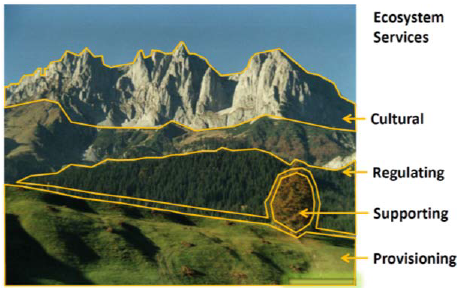 Ecosystem
Services
Cultural
Regulating
Supporting
Provisioning